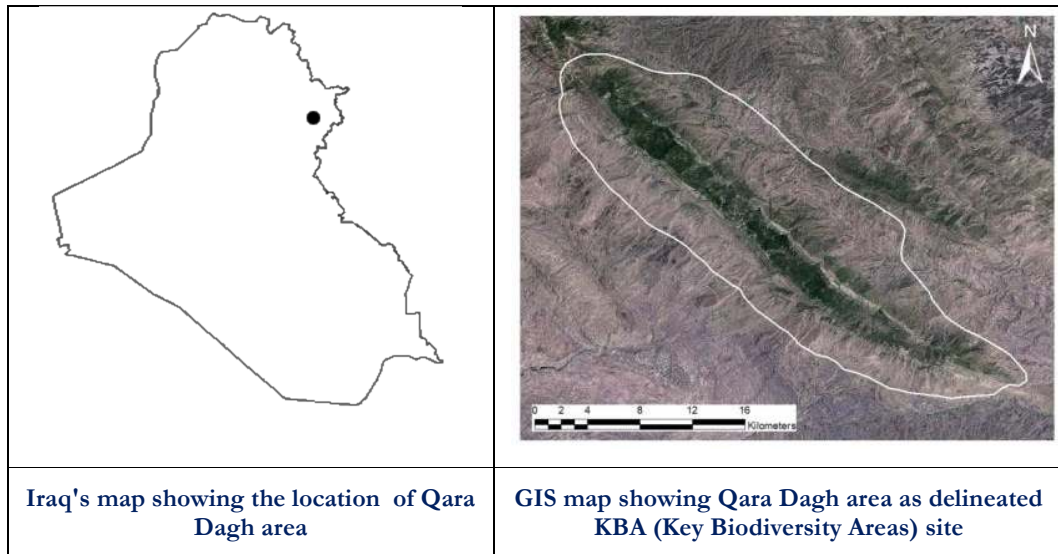 N
0 2 4 8 12 16
Kilometers
Iraq's map showing the location of Qara
Dagh area
GIS map showing Qara Dagh area as delineated
KBA (Key Biodiversity Areas) site